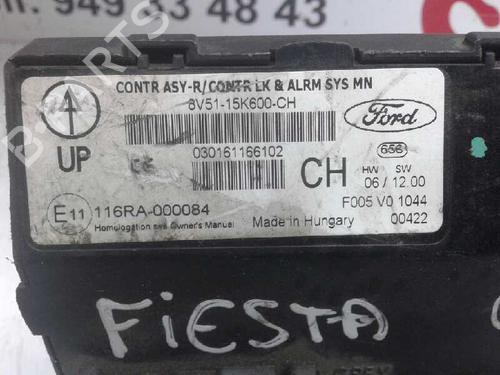 949 334 48 43
CONTR ASY-R/CONTR LK & ALRM SYS MN
8V51-15K600-CH
Ford
UP
030161166102
CH
656
HW SW
06 / 12.00
E11 116RA-000084
F005 V0 1044
Homologation see Owner's Manual
Made in Hungary
00422
FiESTA